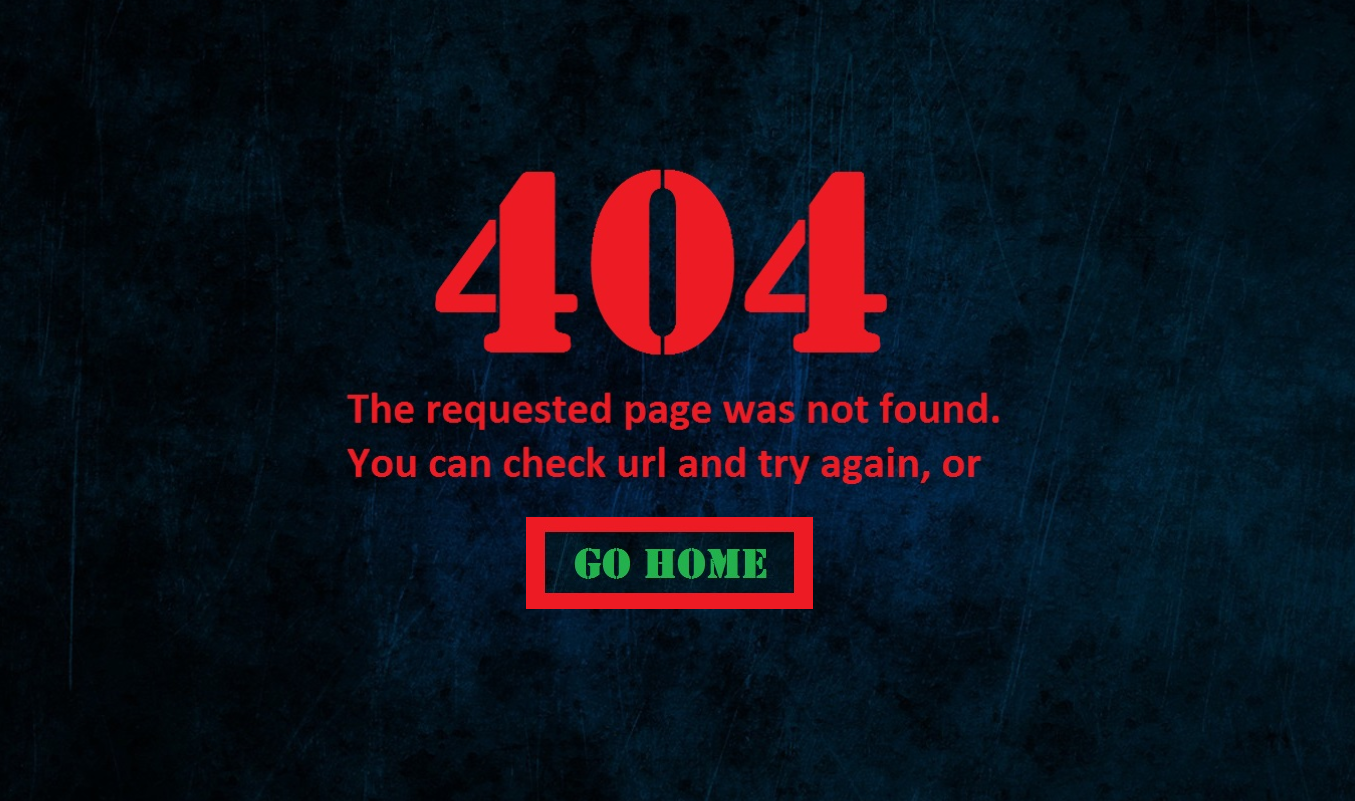 404
The requested page was not found.
You can check url and try again, or
GO HOME